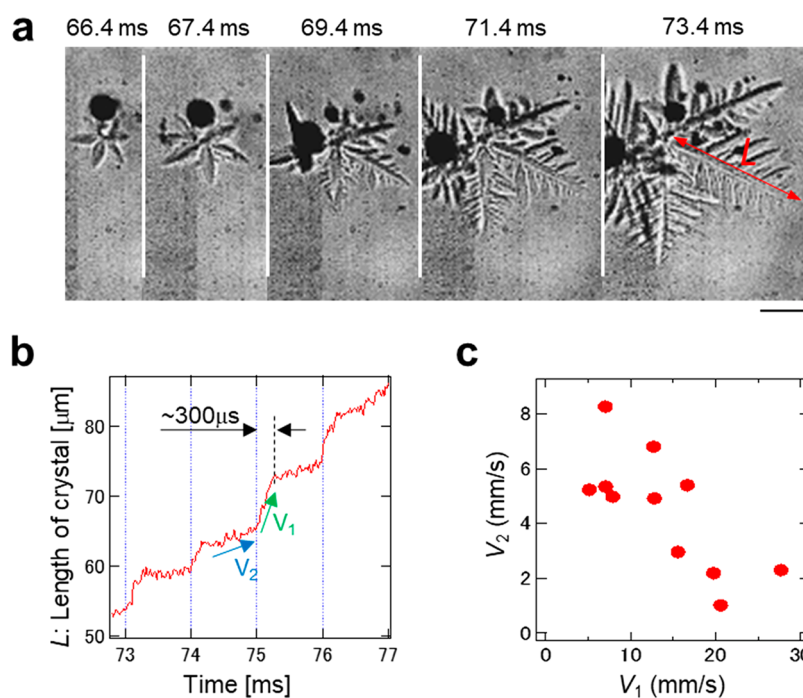 a
66.4 ms 67.4 ms 69.4 ms 71.4 ms 73.4 ms
L
b
~300μs
V1
V2
80
70
60
50
L: Length of crystal [μm]
73 74 75 76 77
Time [ms]
c
8
6
4
2
0
V2 (mm/s)
0 10 20 30
V1 (mm/s)